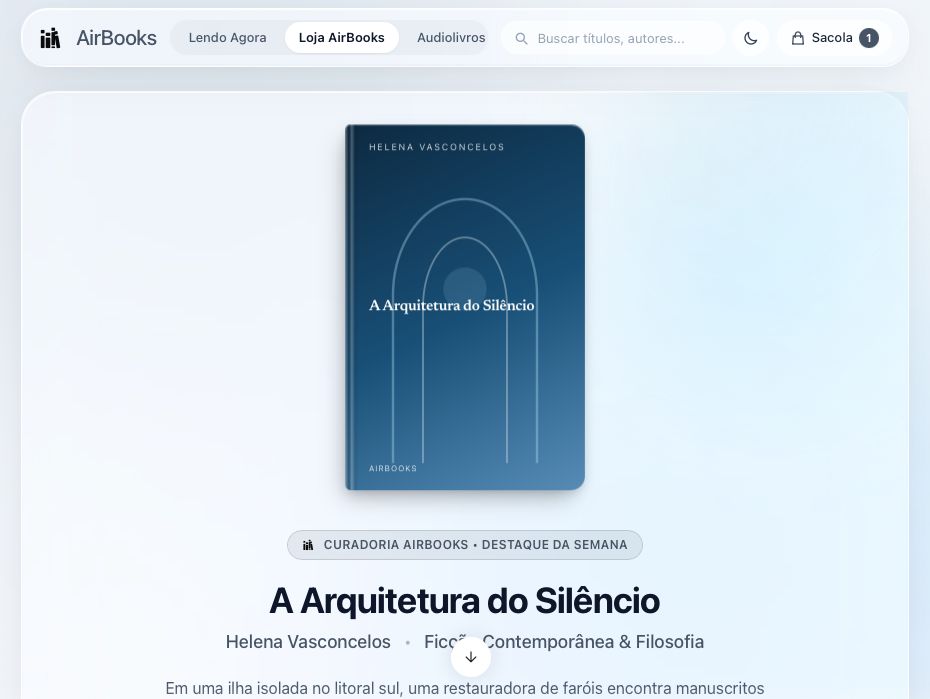 AirBooks
Lendo Agora
Loja AirBooks
Audiolivros
Buscar títulos, autores...
Sacola 1
HELENA VASCONCELOS
A Arquitetura do Silêncio
AIRBOOKS
CURADORIA AIRBOOKS • DESTAQUE DA SEMANA
A Arquitetura do Silêncio
Helena Vasconcelos • Contemporânea & Filosofia
Em uma ilha isolada no litoral sul, uma restauradora de faróis encontra manuscritos